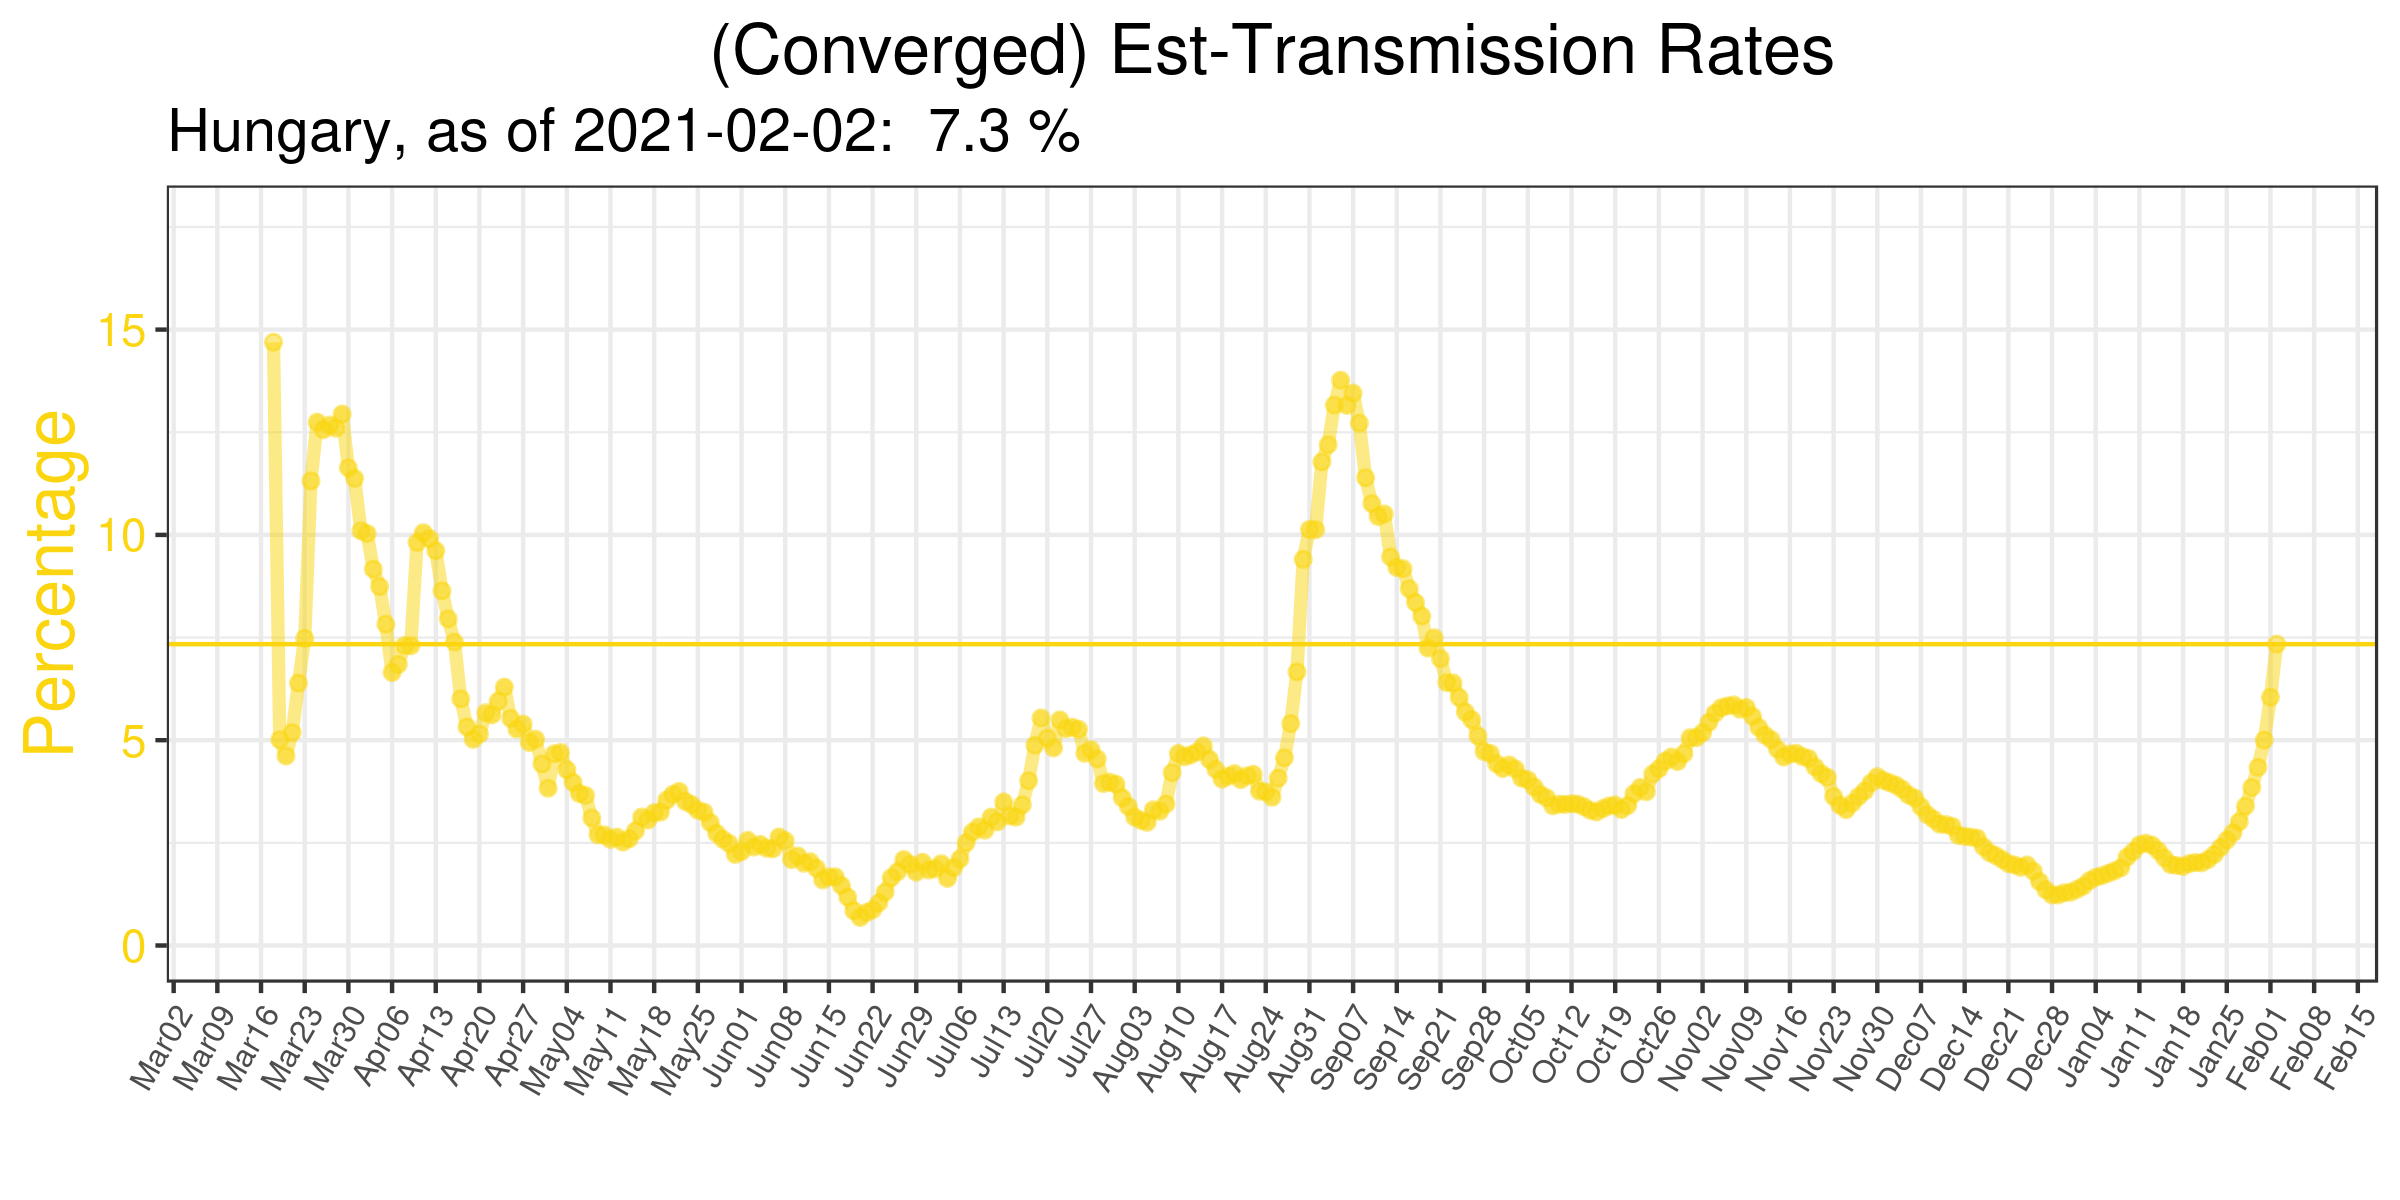 (Converged) Est-Transmission Rates
Hungary, as of 2021-02-02:  7.3 %
Percentage
15
10
5
0
Mar02
Mar09
Mar16
Mar23
Mar30
Apr06
Apr13
Apr20
Apr27
May04
May11
May18
May25
Jun01
Jun08
Jun15
Jun22
Jun29
Jul06
Jul13
Jul20
Jul27
Aug03
Aug10
Aug17
Aug24
Aug31
Sep07
Sep14
Sep21
Sep28
Oct05
Oct12
Oct19
Oct26
Nov02
Nov09
Nov16
Nov23
Nov30
Dec07
Dec14
Dec21
Dec28
Jan04
Jan11
Jan18
Jan25
Feb01
Feb08
Feb15